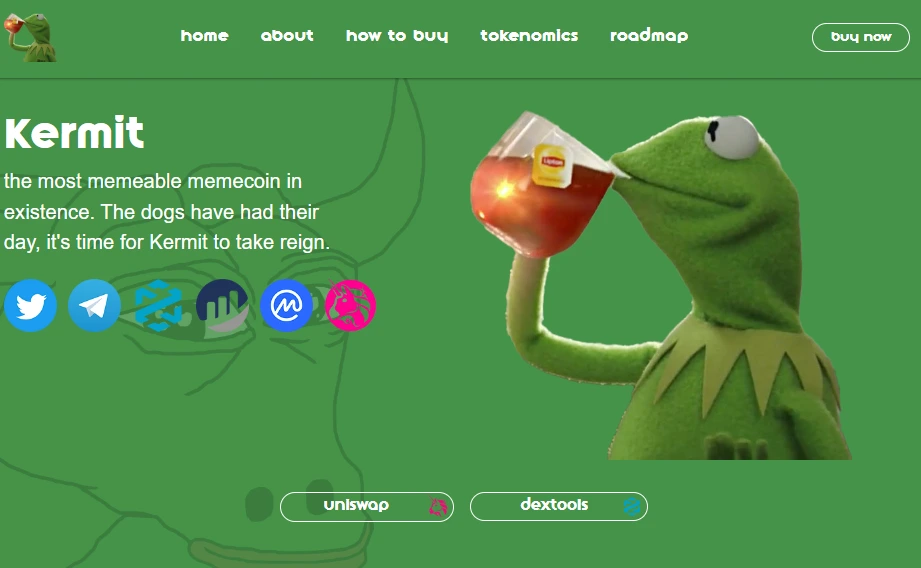 home about how to buy tokenomics roadmap buy now
Kermit
the most memeable memecoin in
existence. The dogs have had their
day, it's time for Kermit to take reign.
Lipton
uniswap dextools